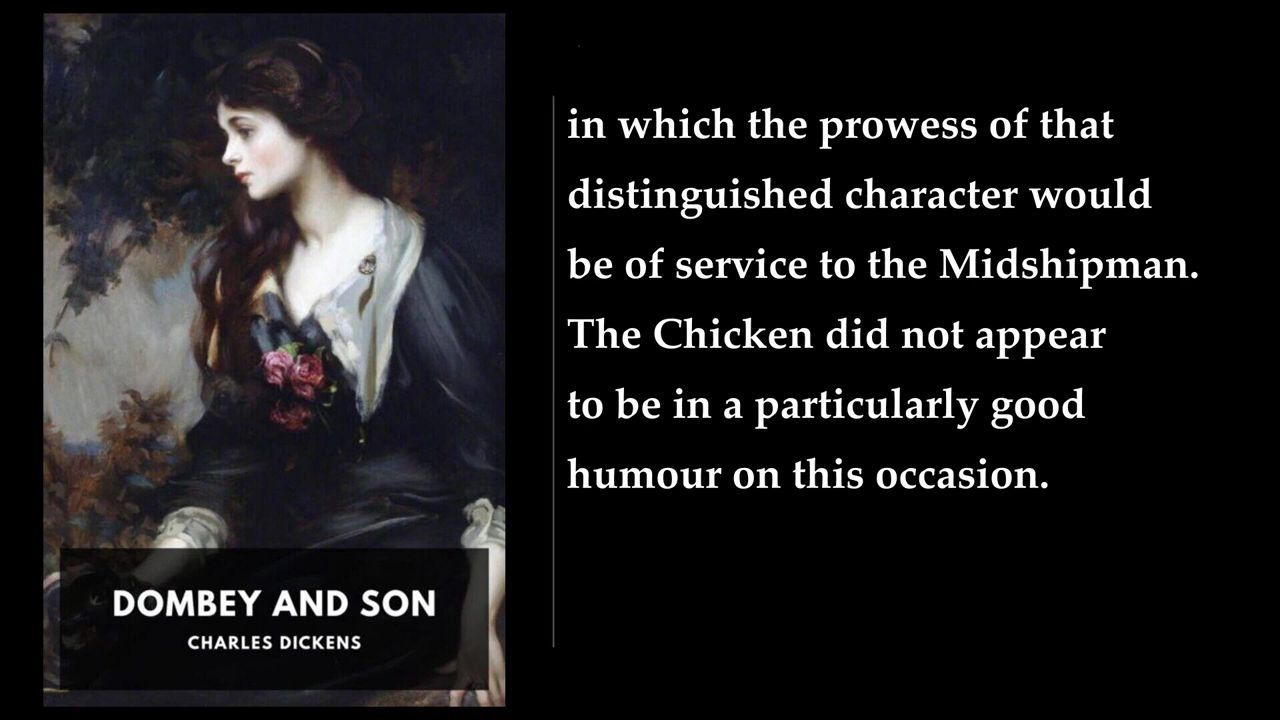 in which the prowess of that
distinguished character would
be of service to the Midshipman.
The Chicken did not appear
to be in a particularly good
humour on this occasion.
DOMBEY AND SON
CHARLES DICKENS